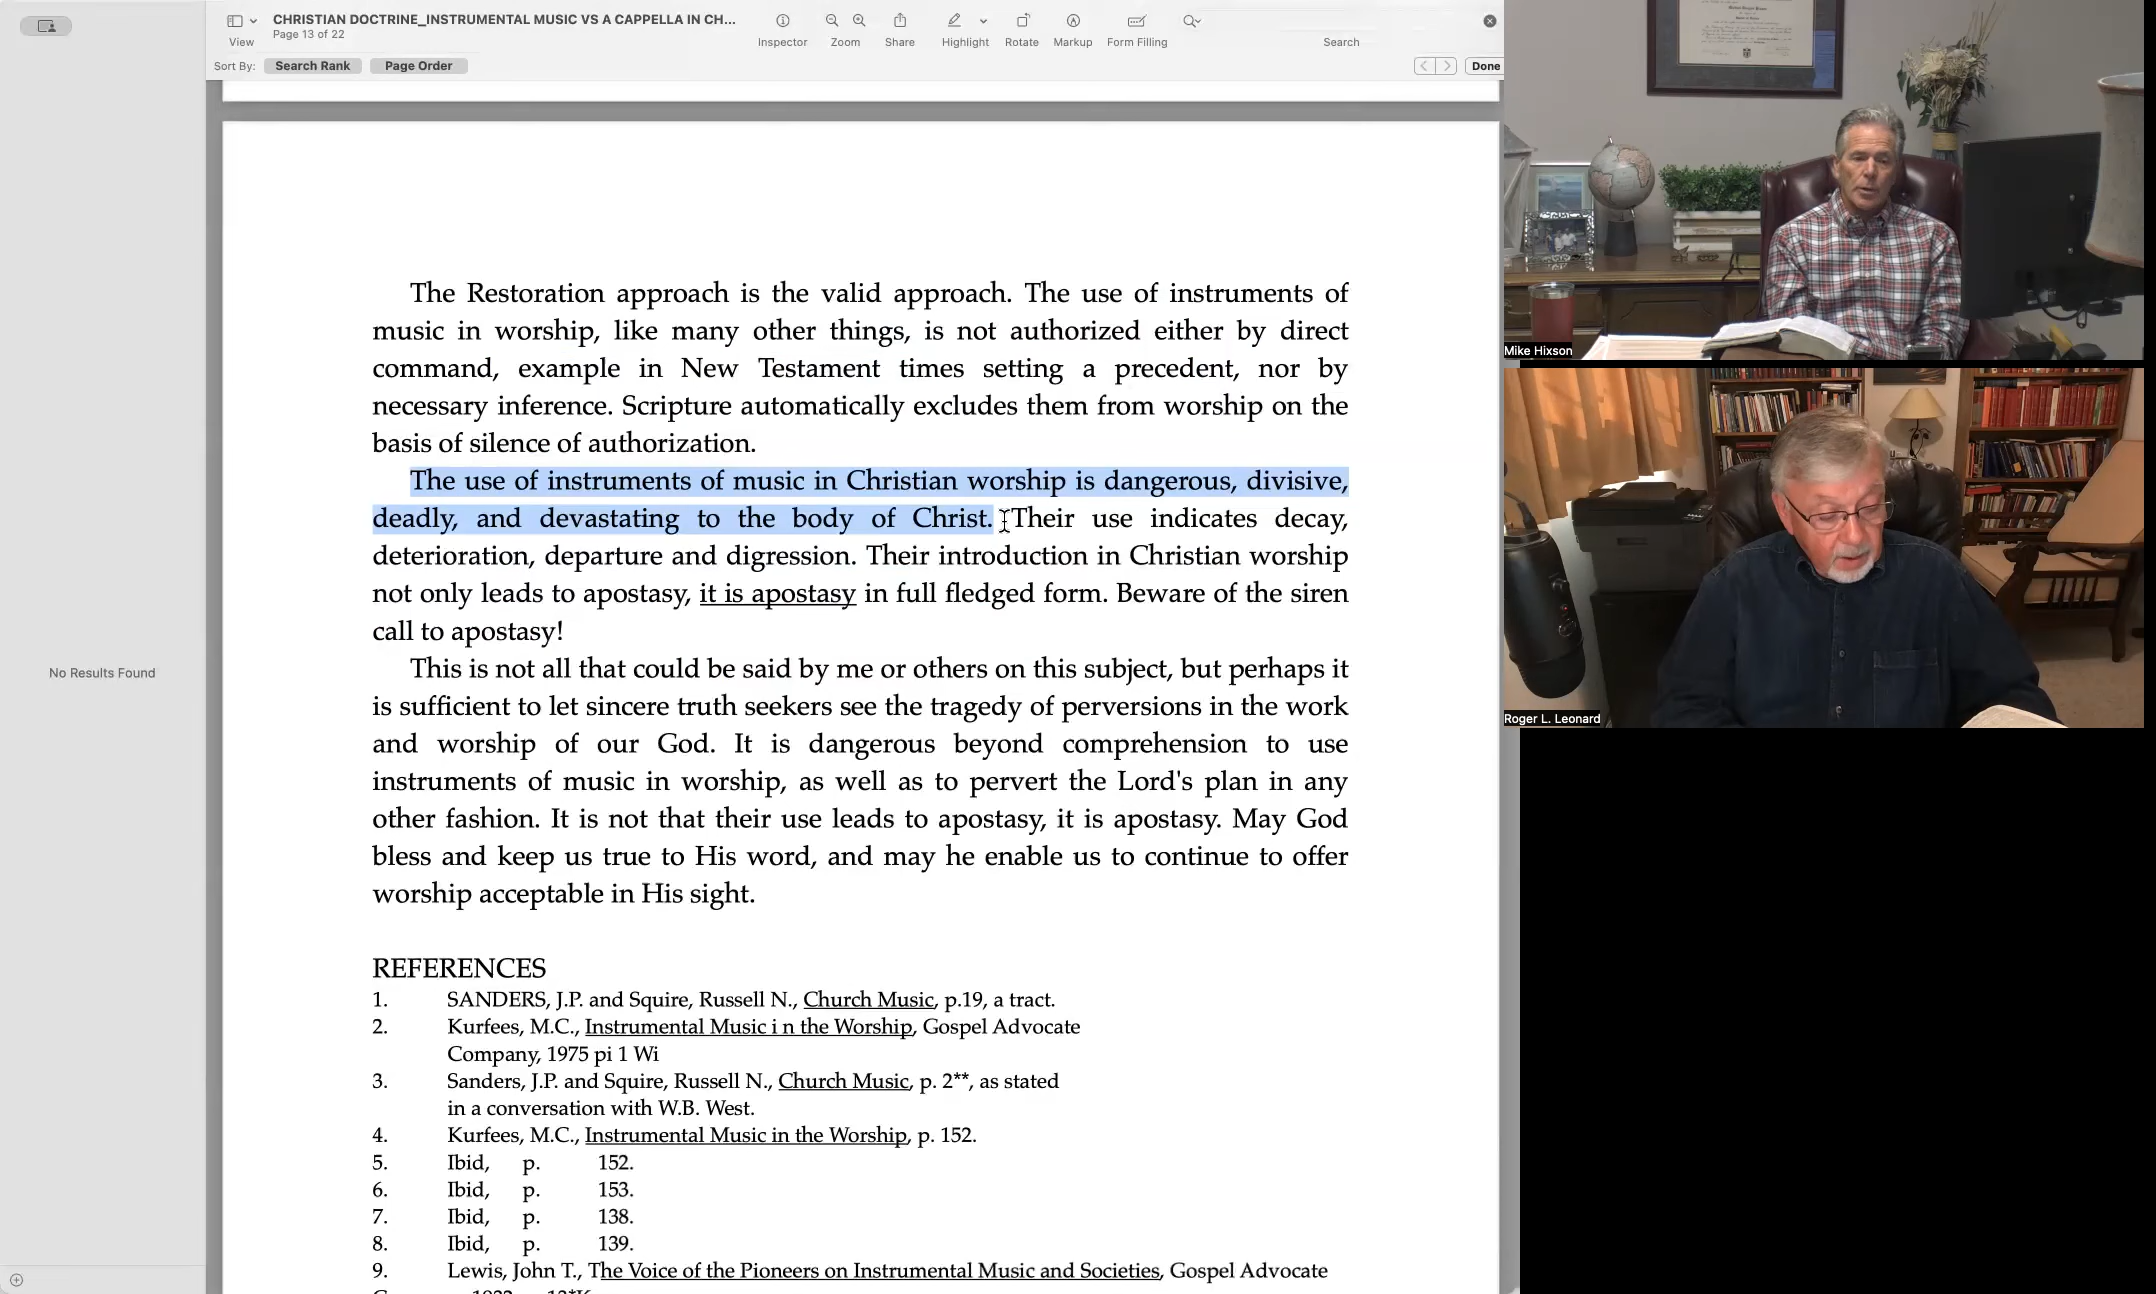 CHRISTIAN DOCTRINE_INSTRUMENTAL MUSIC VS A CAPPELLA IN CH...
Page 13 of 22
View
Inspector
Zoom
Share
Highlight
Rotate
Markup
Form Filling
Search
Sort By:
Search Rank
Page Order
Done
No Results Found
The Restoration approach is the valid approach. The use of instruments of
music in worship, like many other things, is not authorized either by direct
command, example in New Testament times setting a precedent, nor by
necessary inference. Scripture automatically excludes them from worship on the
basis of silence of authorization.
The use of instruments of music in Christian worship is dangerous, divisive,
deadly, and devastating to the body of Christ. Their use indicates decay,
deterioration, departure and digression. Their introduction in Christian worship
not only leads to apostasy, it is apostasy in full fledged form. Beware of the siren
call to apostasy!
This is not all that could be said by me or others on this subject, but perhaps it
is sufficient to let sincere truth seekers see the tragedy of perversions in the work
and worship of our God. It is dangerous beyond comprehension to use
instruments of music in worship, as well as to pervert the Lord's plan in any
other fashion. It is not that their use leads to apostasy, it is apostasy. May God
bless and keep us true to His word, and may he enable us to continue to offer
worship acceptable in His sight.
REFERENCES
1. SANDERS, J.P. and Squire, Russell N., Church Music, p.19, a tract.
2. Kurfees, M.C., Instrumental Music i n the Worship, Gospel Advocate
Company, 1975 pi 1 Wi
3. Sanders, J.P. and Squire, Russell N., Church Music, p. 2**, as stated
in a conversation with W.B. West.
4. Kurfees, M.C., Instrumental Music in the Worship, p. 152.
5. Ibid, p. 152.
6. Ibid, p. 153.
7. Ibid, p. 138.
8. Ibid, p. 139.
9. Lewis, John T., The Voice of the Pioneers on Instrumental Music and Societies, Gospel Advocate
Mike Hixson
Roger L. Leonard